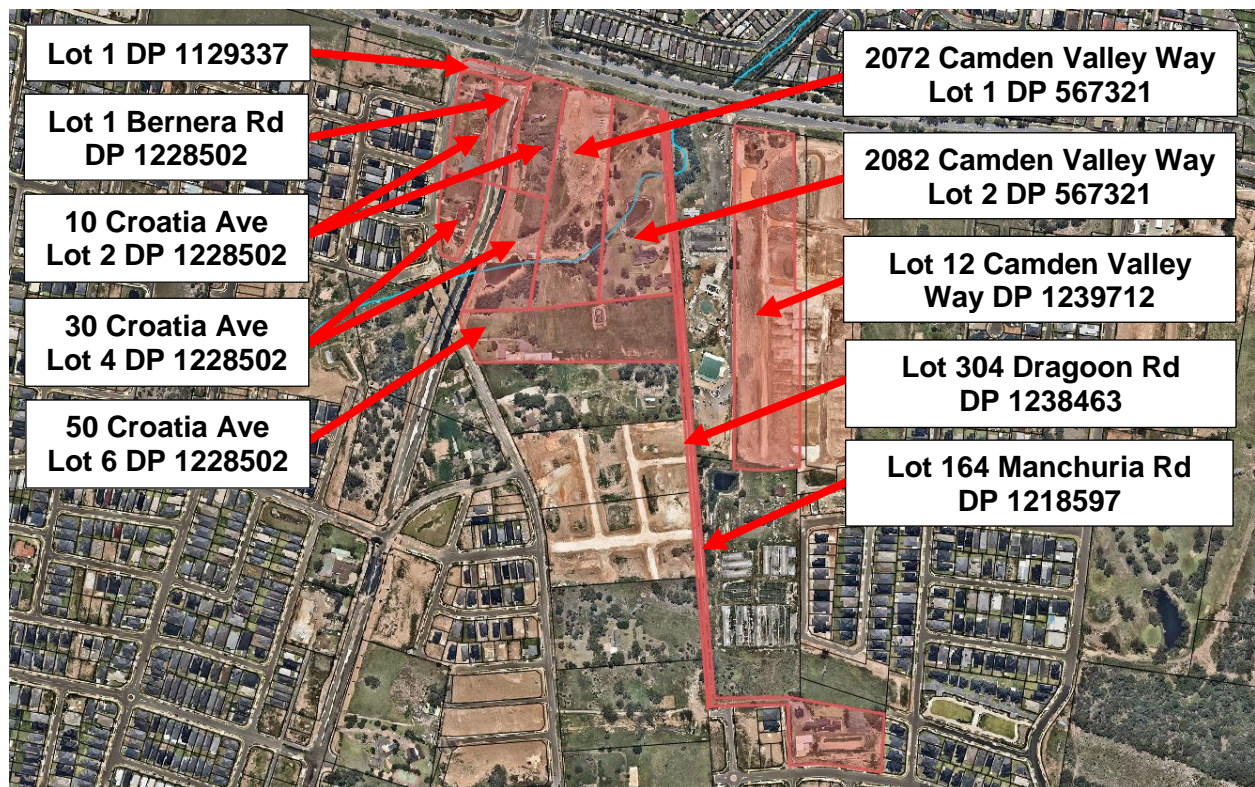 Lot 1 DP 1129337
Lot 1 Bernera Rd
DP 1228502
10 Croatia Ave
Lot 2 DP 1228502
30 Croatia Ave
Lot 4 DP 1228502
50 Croatia Ave
Lot 6 DP 1228502
2072 Camden Valley Way
Lot 1 DP 567321
2082 Camden Valley Way
Lot 2 DP 567321
Lot 12 Camden Valley
Way DP 1239712
Lot 304 Dragoon Rd
DP 1238463
Lot 164 Manchuria Rd
DP 1218597